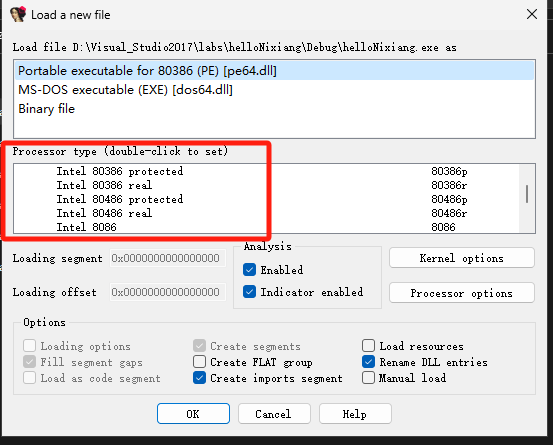 Load a new file
Load file D:\Visual_Studio2017\labs\helloNixiang\Debug\helloNixiang.exe as
Portable executable for 80386 (PE) [pe64.dll]
MS-DOS executable (EXE) [dos64.dll]
Binary file
Processor type (double-click to set)
Intel 80386 protected 80386p
Intel 80386 real 80386r
Intel 80486 protected 80486p
Intel 80486 real 80486r
Intel 8086 8086
Analysis
Loading segment 0x0000000000000000 Enabled Kernel options
Loading offset 0x0000000000000000 Indicator enabled Processor options
Options
Loading options Create segments Load resources
Fill segment gaps Create FLAT group Rename DLL entries
Load as code segment Create imports segment Manual load
OK Cancel Help